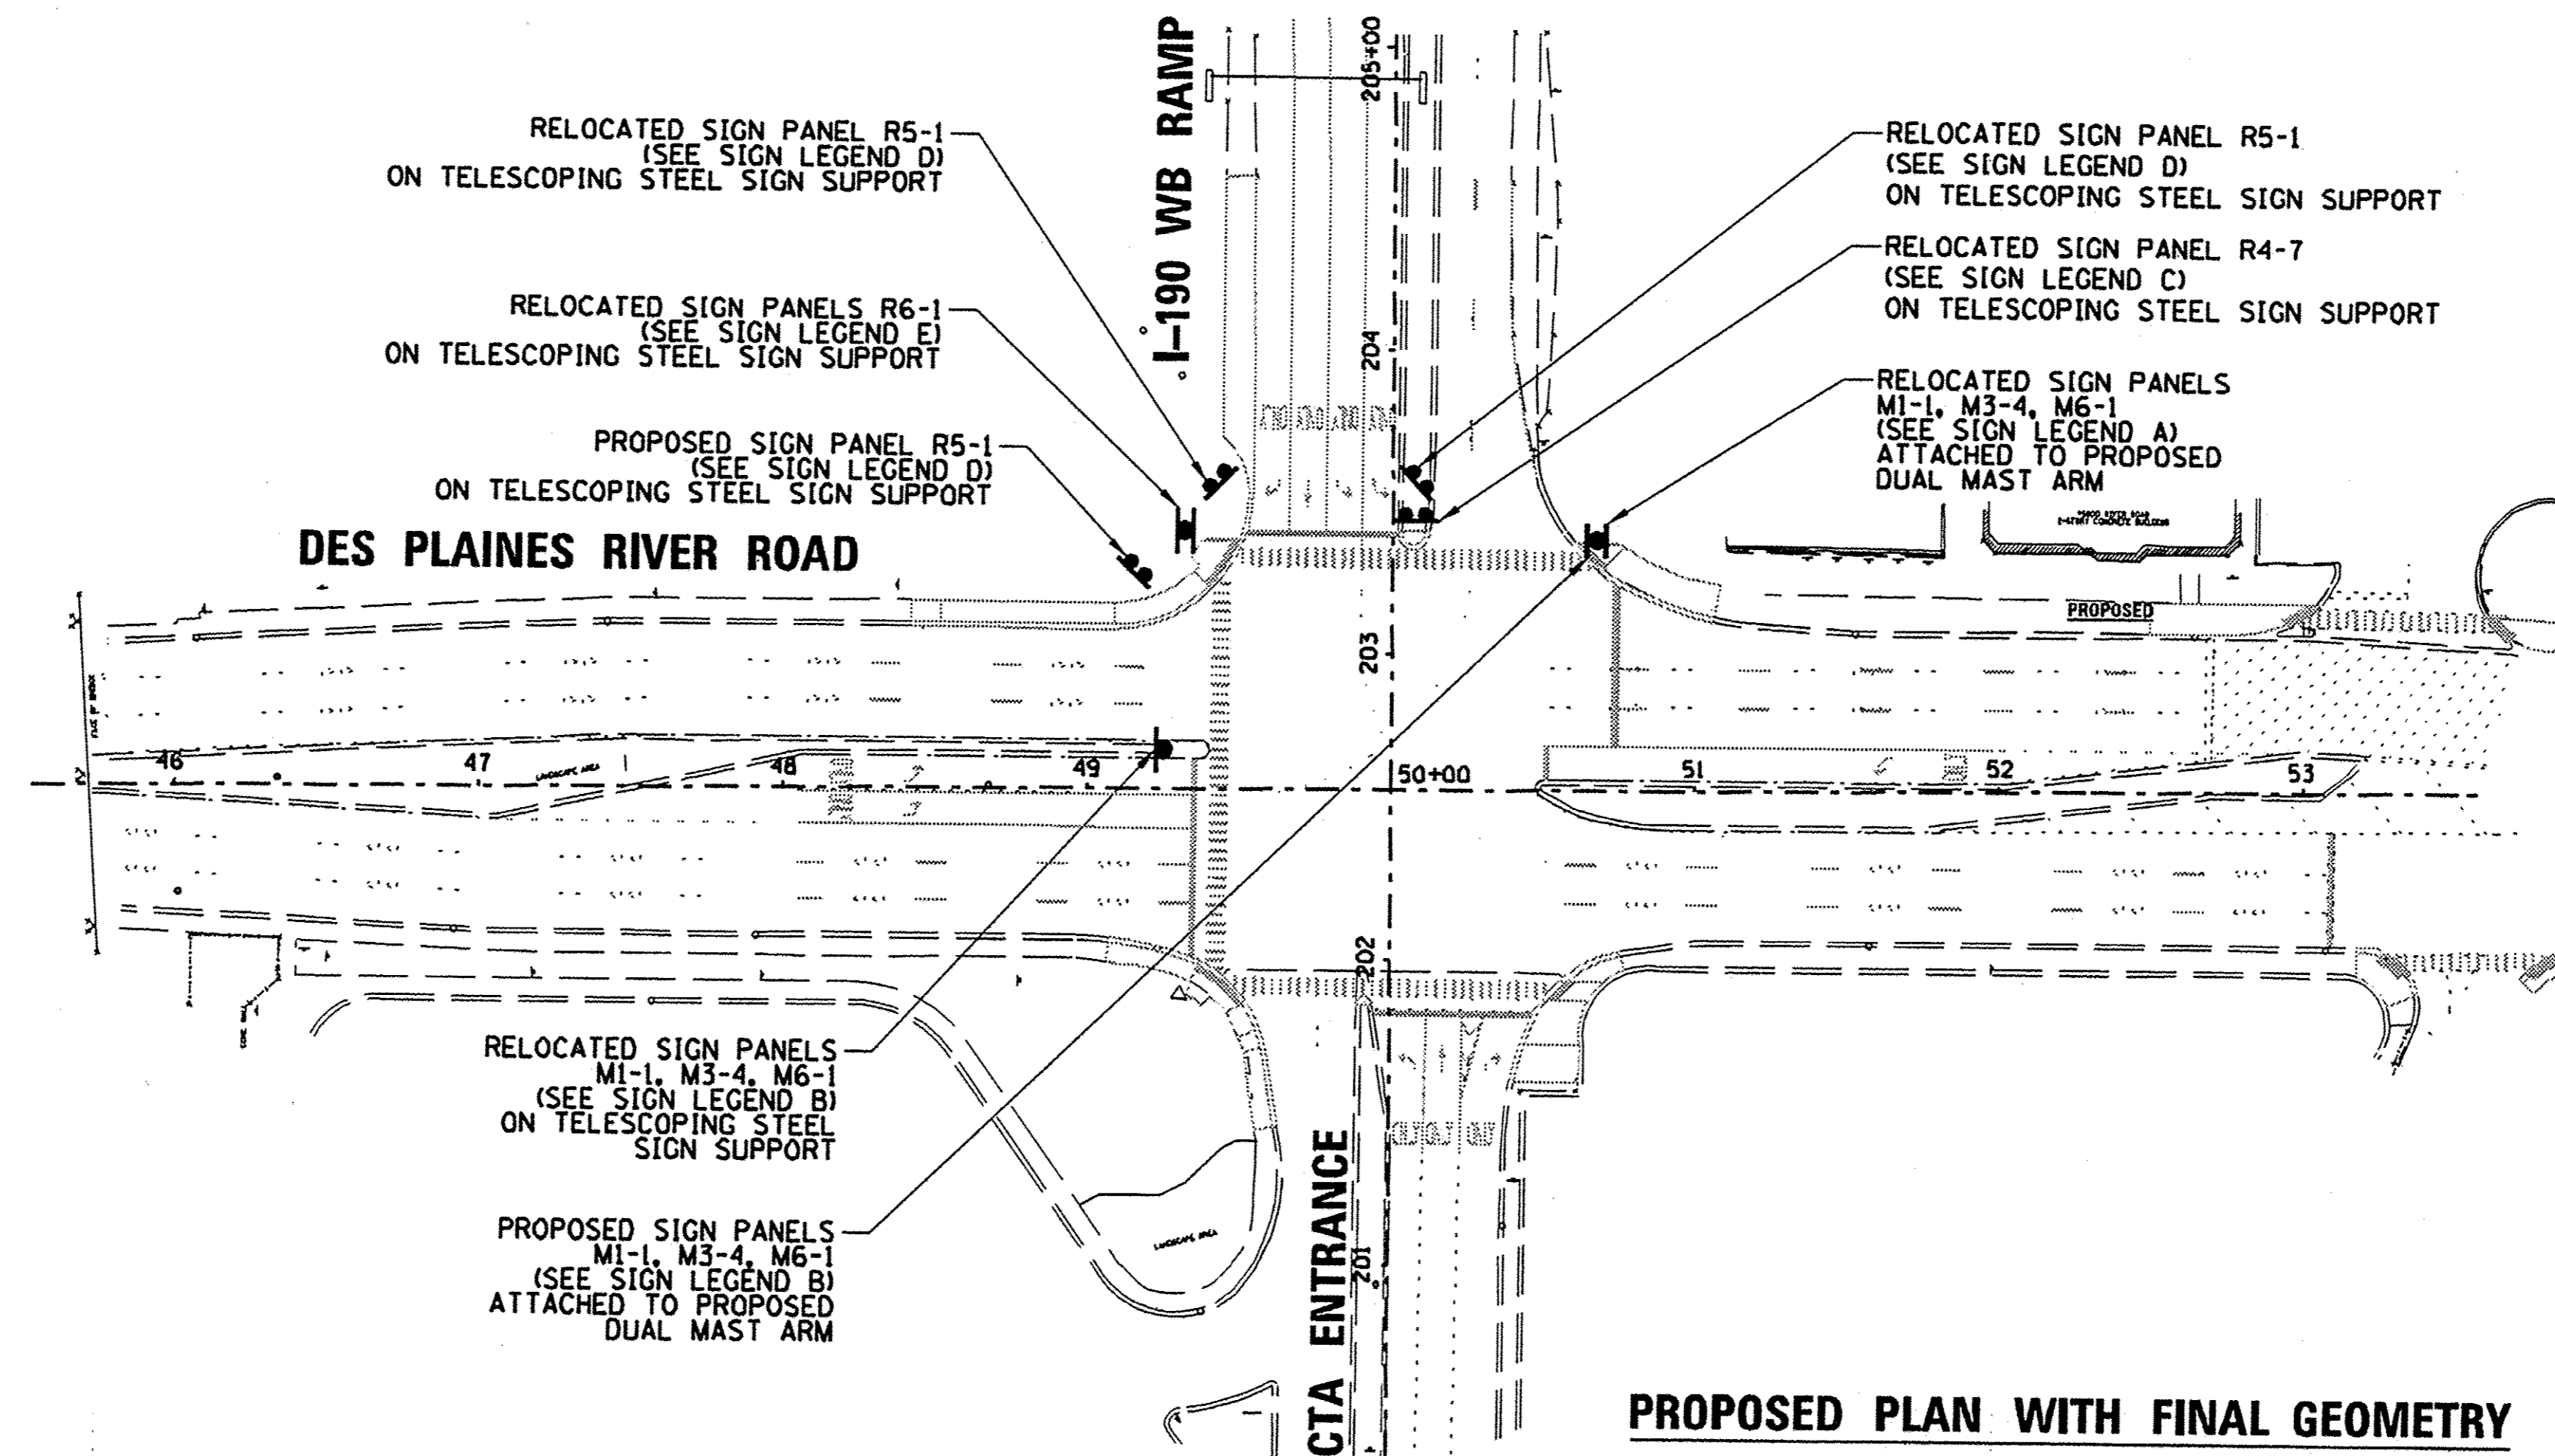 I-190 WB RAMP
205+00
RELOCATED SIGN PANEL R5-1
(SEE SIGN LEGEND D)
ON TELESCOPING STEEL SIGN SUPPORT
RELOCATED SIGN PANEL R5-1
(SEE SIGN LEGEND D)
ON TELESCOPING STEEL SIGN SUPPORT
RELOCATED SIGN PANEL R4-7
(SEE SIGN LEGEND C)
ON TELESCOPING STEEL SIGN SUPPORT
RELOCATED SIGN PANELS R6-1
(SEE SIGN LEGEND E)
ON TELESCOPING STEEL SIGN SUPPORT
204
RELOCATED SIGN PANELS
M1-1, M3-4, M6-1
(SEE SIGN LEGEND A)
ATTACHED TO PROPOSED
DUAL MAST ARM
PROPOSED SIGN PANEL R5-1
(SEE SIGN LEGEND D)
ON TELESCOPING STEEL SIGN SUPPORT
DES PLAINES RIVER ROAD
PROPOSED
203
46
47
LANDSCAPE AREA
48
49
50+00
51
52
53
202
RELOCATED SIGN PANELS
M1-1, M3-4, M6-1
(SEE SIGN LEGEND B)
ON TELESCOPING STEEL
SIGN SUPPORT
PROPOSED SIGN PANELS
M1-1, M3-4, M6-1
(SEE SIGN LEGEND B)
ATTACHED TO PROPOSED
DUAL MAST ARM
LANDSCAPE AREA
201
CTA ENTRANCE
PROPOSED PLAN WITH FINAL GEOMETRY